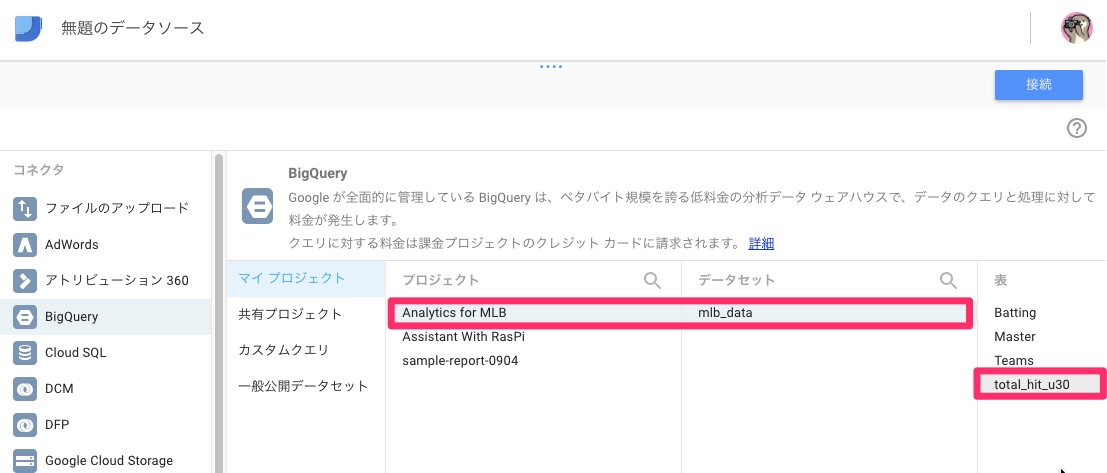 無題のデータソース
接続
コネクタ
ファイルのアップロード
AdWords
アトリビューション 360
BigQuery
Cloud SQL
DCM
DFP
Google Cloud Storage
BigQuery
Google が全面的に管理している BigQuery は、ペタバイト規模を誇る低料金の分析データ ウェアハウスで、データのクエリと処理に対して
料金が発生します。
クエリに対する料金は課金プロジェクトのクレジット カードに請求されます。 詳細
マイ プロジェクト
共有プロジェクト
カスタムクエリ
一般公開データセット
プロジェクト
Analytics for MLB
Assistant With RasPi
sample-report-0904
データセット
mlb_data
表
Batting
Master
Teams
total_hit_u30